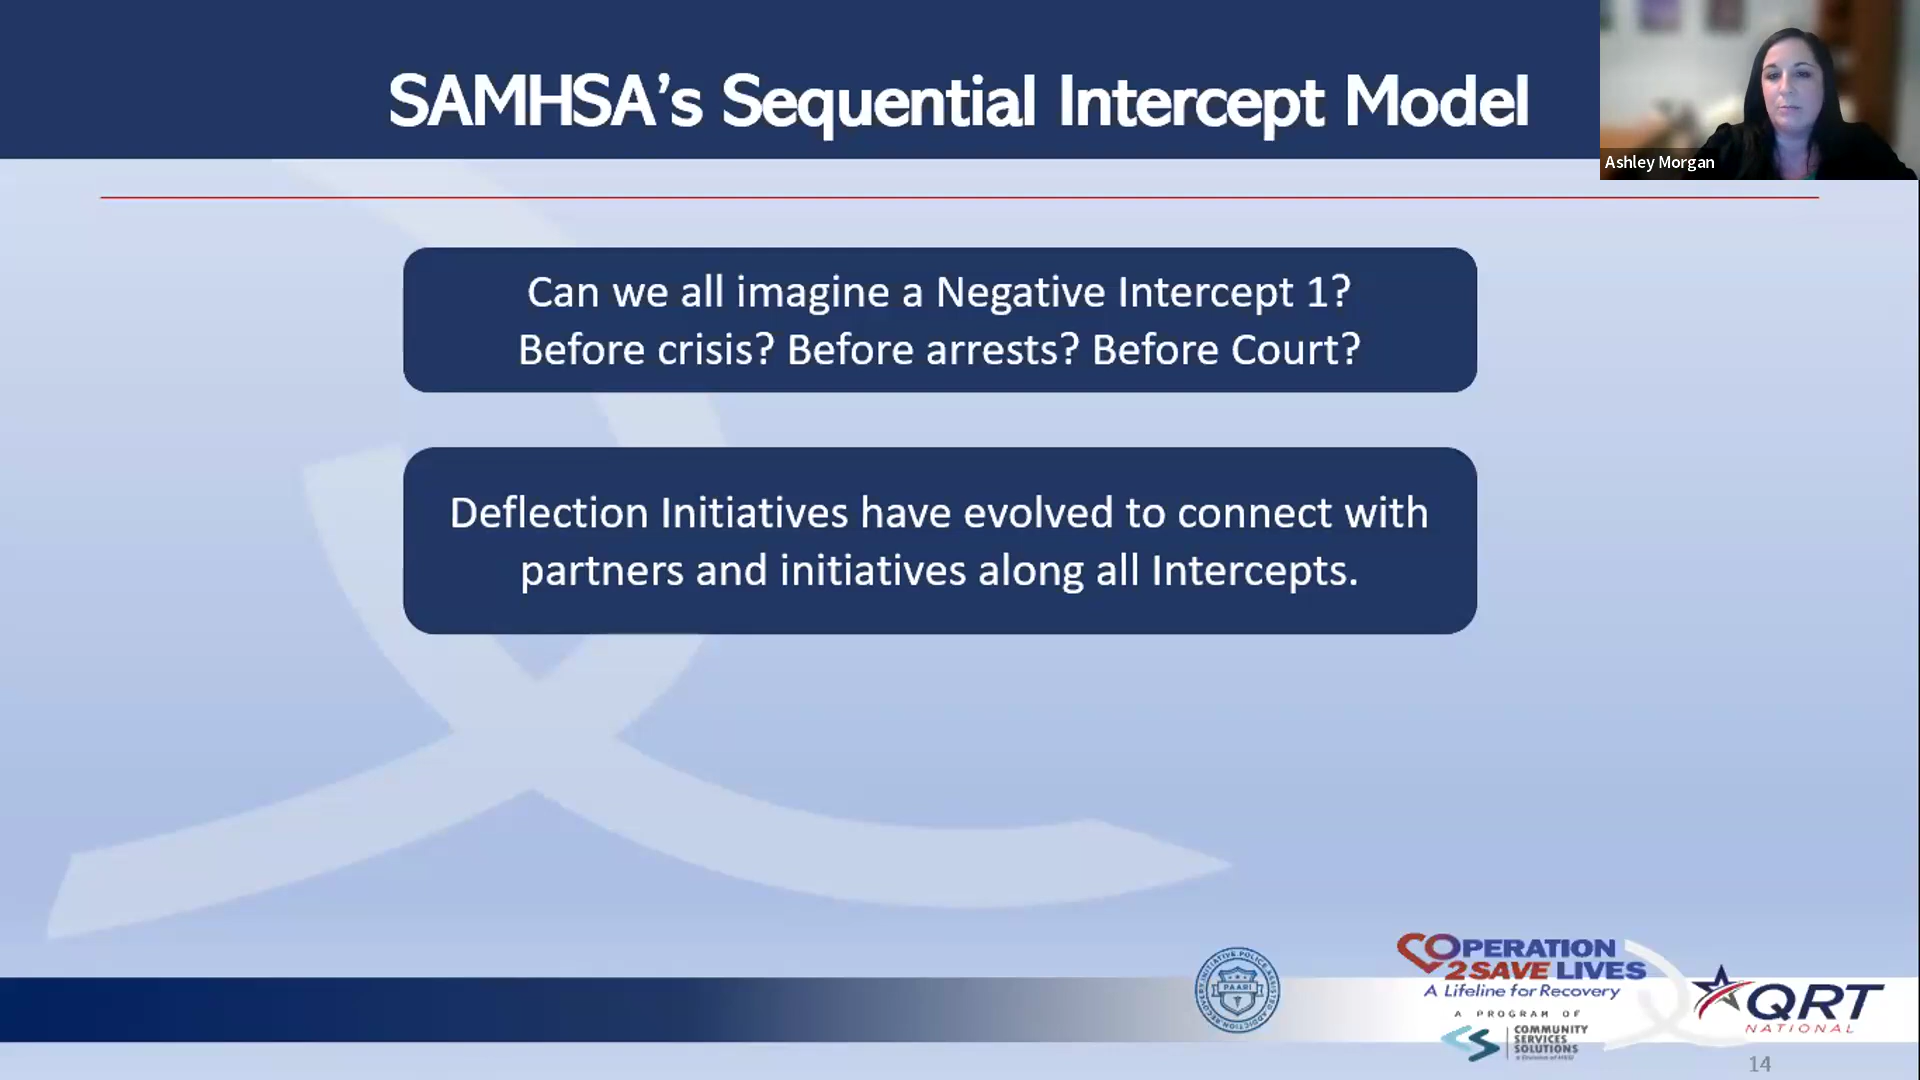 SAMHSA’s Sequential Intercept Model
Ashley Morgan
Can we all imagine a Negative Intercept 1?
Before crisis? Before arrests? Before Court?
Deflection Initiatives have evolved to connect with
partners and initiatives along all Intercepts.
PAARI
OPERATION
2SAVE LIVES
A Lifeline for Recovery
A PROGRAM OF
COMMUNITY
SERVICES
SOLUTIONS
QRT
NATIONAL
14